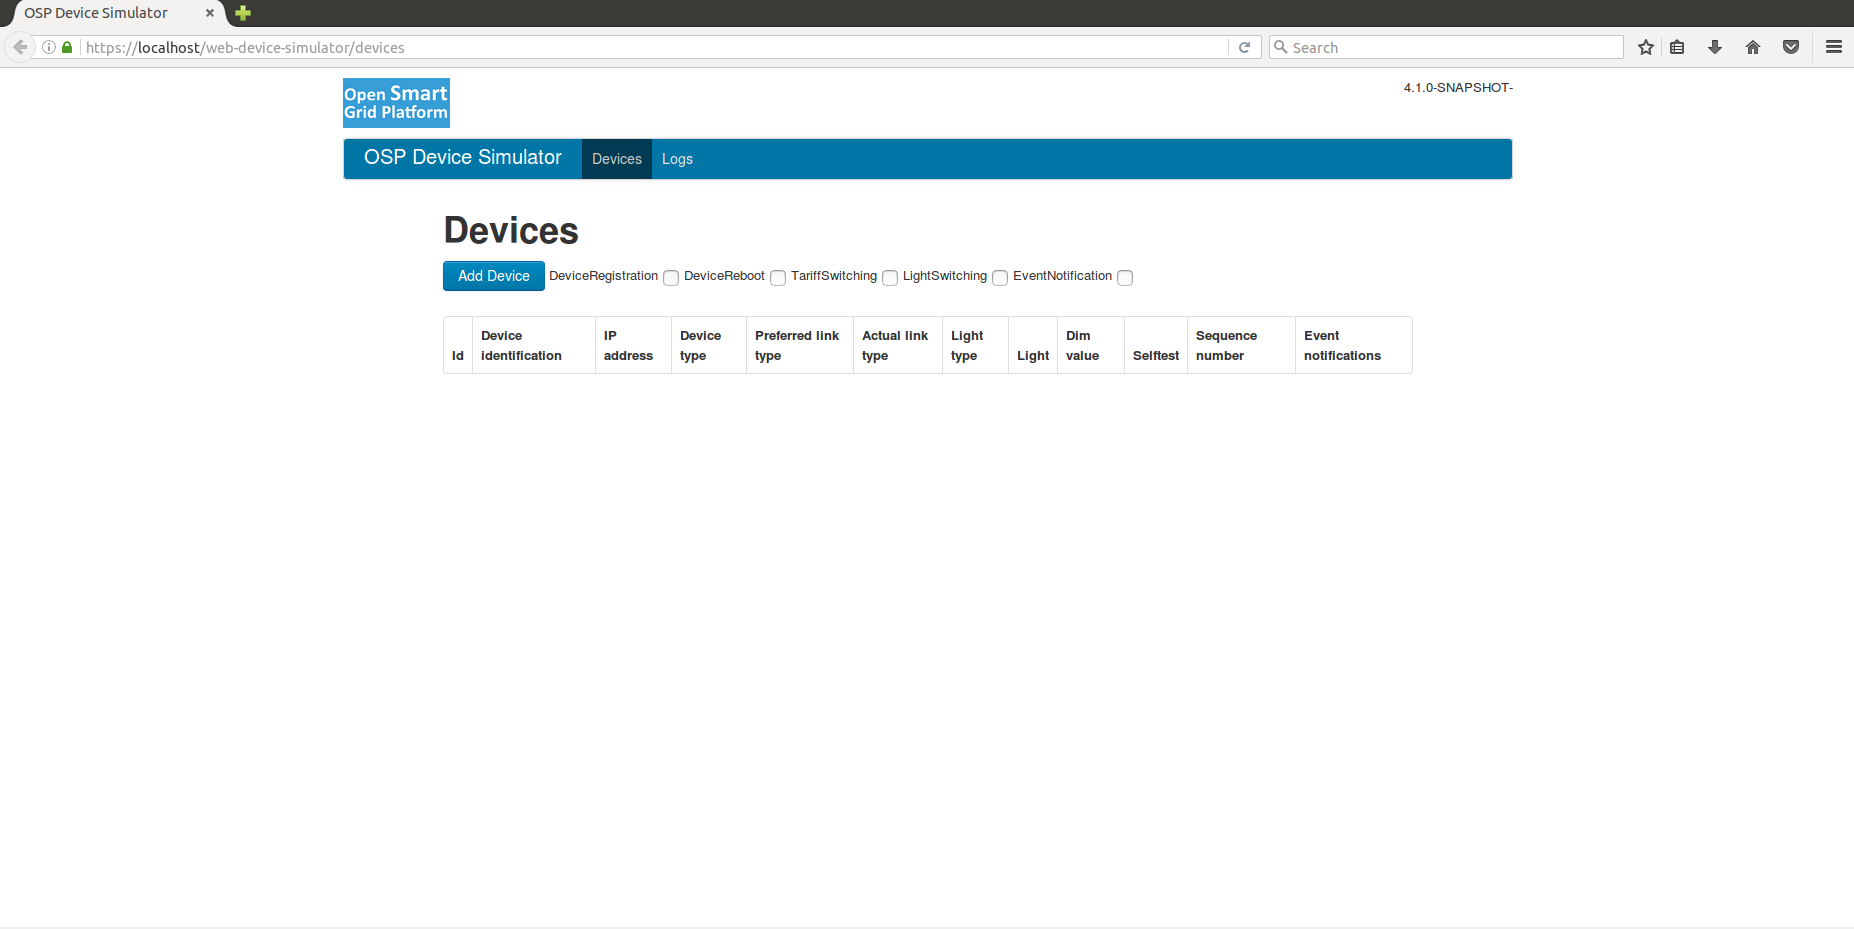 OSP Device Simulator
https://localhost/web-device-simulator/devices
Search
Open Smart
Grid Platform
4.1.0-SNAPSHOT-
OSP Device Simulator Devices Logs
Devices
Add Device DeviceRegistration DeviceReboot TariffSwitching LightSwitching EventNotification
Id Device identification IP address Device type Preferred link type Actual link type Light type Light Dim value Selftest Sequence number Event notifications